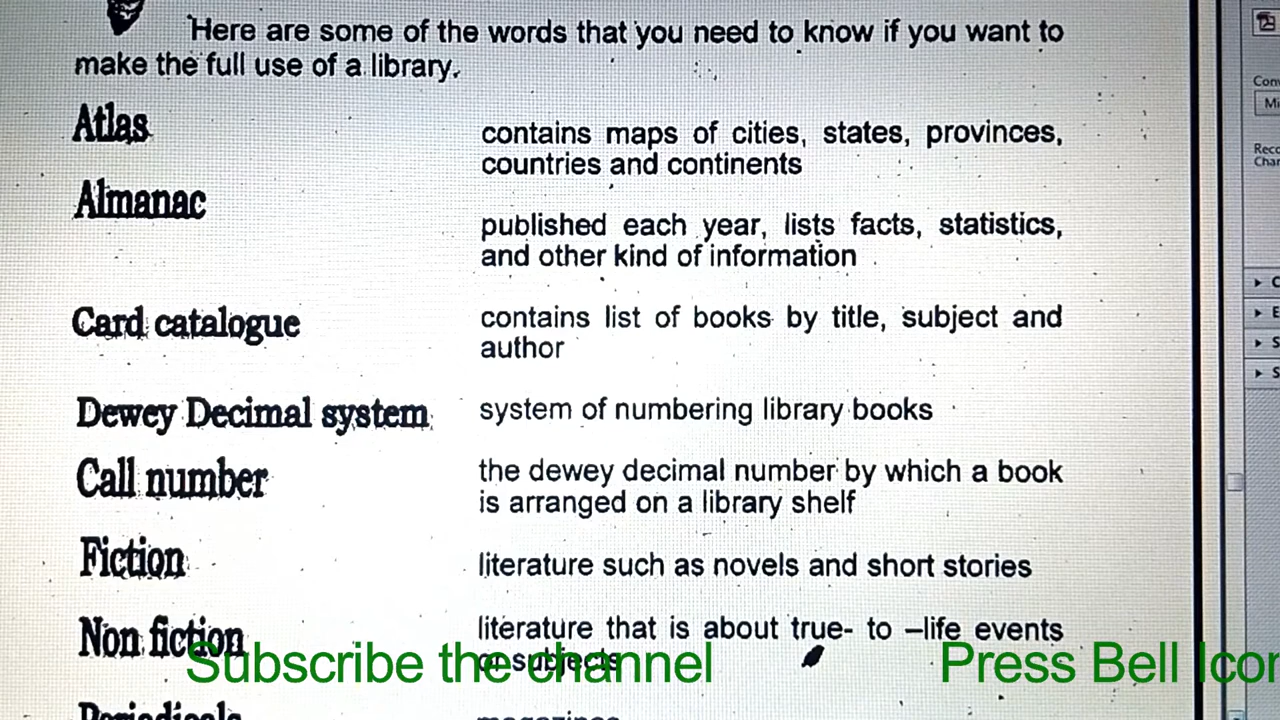 Here are some of the words that you need to know if you want to
make the full use of a library.
Atlas
contains maps of cities, states, provinces,
countries and continents
Almanac
published each year, lists facts, statistics,
and other kind of information
Card catalogue
contains list of books by title, subject and
author
Dewey Decimal system
system of numbering library books
Call number
the dewey decimal number by which a book
is arranged on a library shelf
Fiction
literature such as novels and short stories
Non fiction
literature that is about true- to –life events
or subjects
Subscribe the channel
Press Bell Icon
Periodicals
magazines